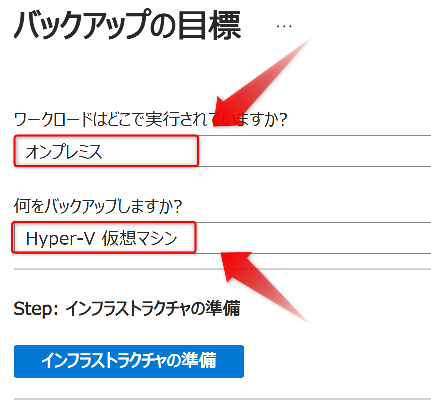 バックアップの目標 …
ワークロードはどこで実行されていますか?
オンプレミス
何をバックアップしますか?
Hyper-V 仮想マシン
Step: インフラストラクチャの準備
インフラストラクチャの準備